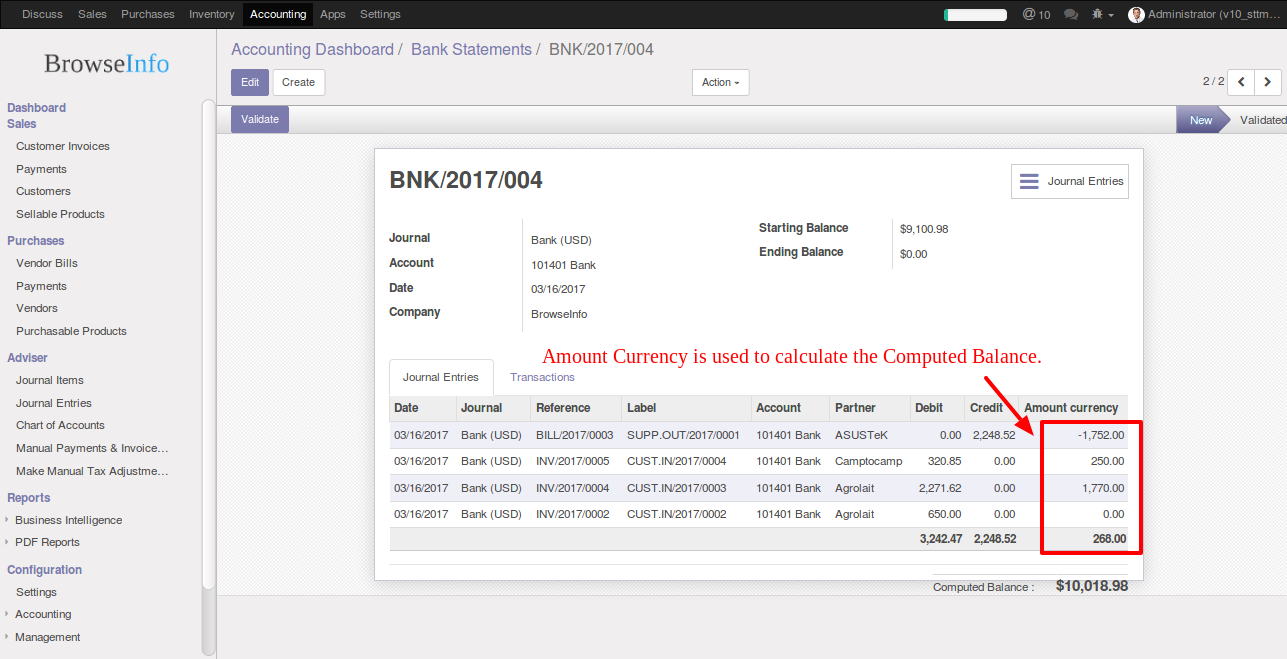 Discuss Sales Purchases Inventory Accounting Apps Settings @ 10 Administrator (v10_sttm...
BrowseInfo
Accounting Dashboard / Bank Statements / BNK/2017/004
Edit Create Action 2 / 2
Validate New Validated
Dashboard
Sales
Customer Invoices
Payments
Customers
Sellable Products
Purchases
Vendor Bills
Payments
Vendors
Purchasable Products
Adviser
Journal Items
Journal Entries
Chart of Accounts
Manual Payments & Invoice...
Make Manual Tax Adjustme...
Reports
Business Intelligence
PDF Reports
Configuration
Settings
Accounting
Management
BNK/2017/004
Journal Entries
Journal Bank (USD)
Account 101401 Bank
Date 03/16/2017
Company BrowseInfo
Starting Balance $9,100.98
Ending Balance $0.00
Amount Currency is used to calculate the Computed Balance.
Journal Entries Transactions
Date Journal Reference Label Account Partner Debit Credit Amount currency
03/16/2017 Bank (USD) BILL/2017/0003 SUPP.OUT/2017/0001 101401 Bank ASUSTeK 0.00 2,248.52 -1,752.00
03/16/2017 Bank (USD) INV/2017/0005 CUST.IN/2017/0004 101401 Bank Camptocamp 320.85 0.00 250.00
03/16/2017 Bank (USD) INV/2017/0004 CUST.IN/2017/0003 101401 Bank Agrolait 2,271.62 0.00 1,770.00
03/16/2017 Bank (USD) INV/2017/0002 CUST.IN/2017/0002 101401 Bank Agrolait 650.00 0.00 0.00
3,242.47 2,248.52 268.00
Computed Balance : $10,018.98